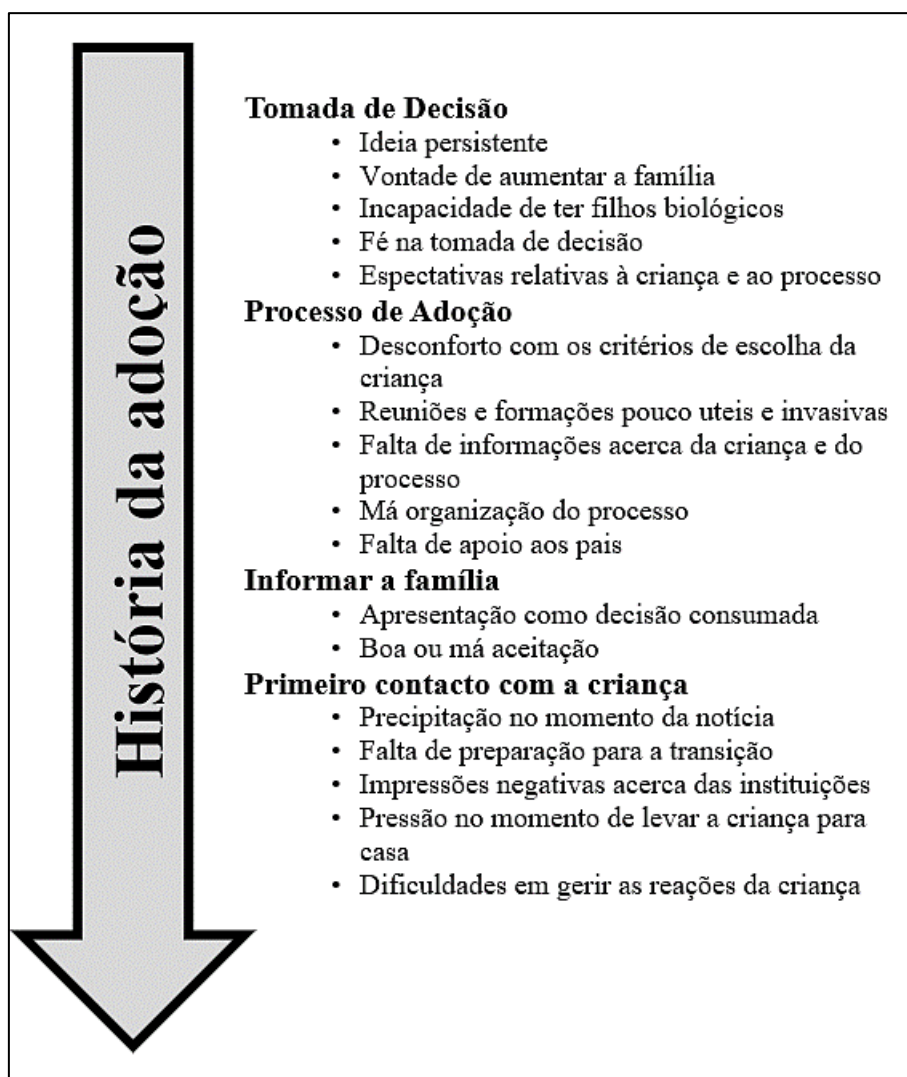 História da adoção
Tomada de Decisão
• Ideia persistente
• Vontade de aumentar a família
• Incapacidade de ter filhos biológicos
• Fé na tomada de decisão
• Espectativas relativas à criança e ao processo
Processo de Adoção
• Desconforto com os critérios de escolha da
criança
• Reuniões e formações pouco uteis e invasivas
• Falta de informações acerca da criança e do
processo
• Má organização do processo
• Falta de apoio aos pais
Informar a família
• Apresentação como decisão consumada
• Boa ou má aceitação
Primeiro contacto com a criança
• Precipitação no momento da notícia
• Falta de preparação para a transição
• Impressões negativas acerca das instituições
• Pressão no momento de levar a criança para
casa
• Dificuldades em gerir as reações da criança